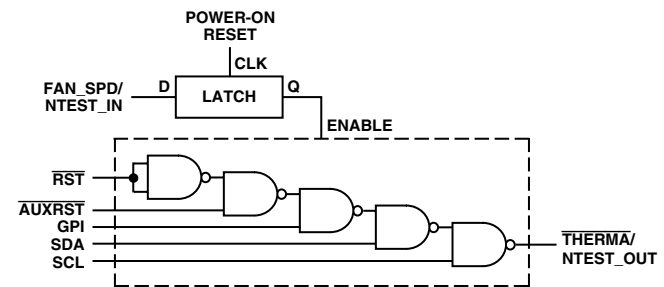 POWER-ON
RESET
CLK
FAN_SPD/
NTEST_IN
D
LATCH
Q
ENABLE
RST
AUXRST
GPI
SDA
SCL
THERMA/
NTEST_OUT